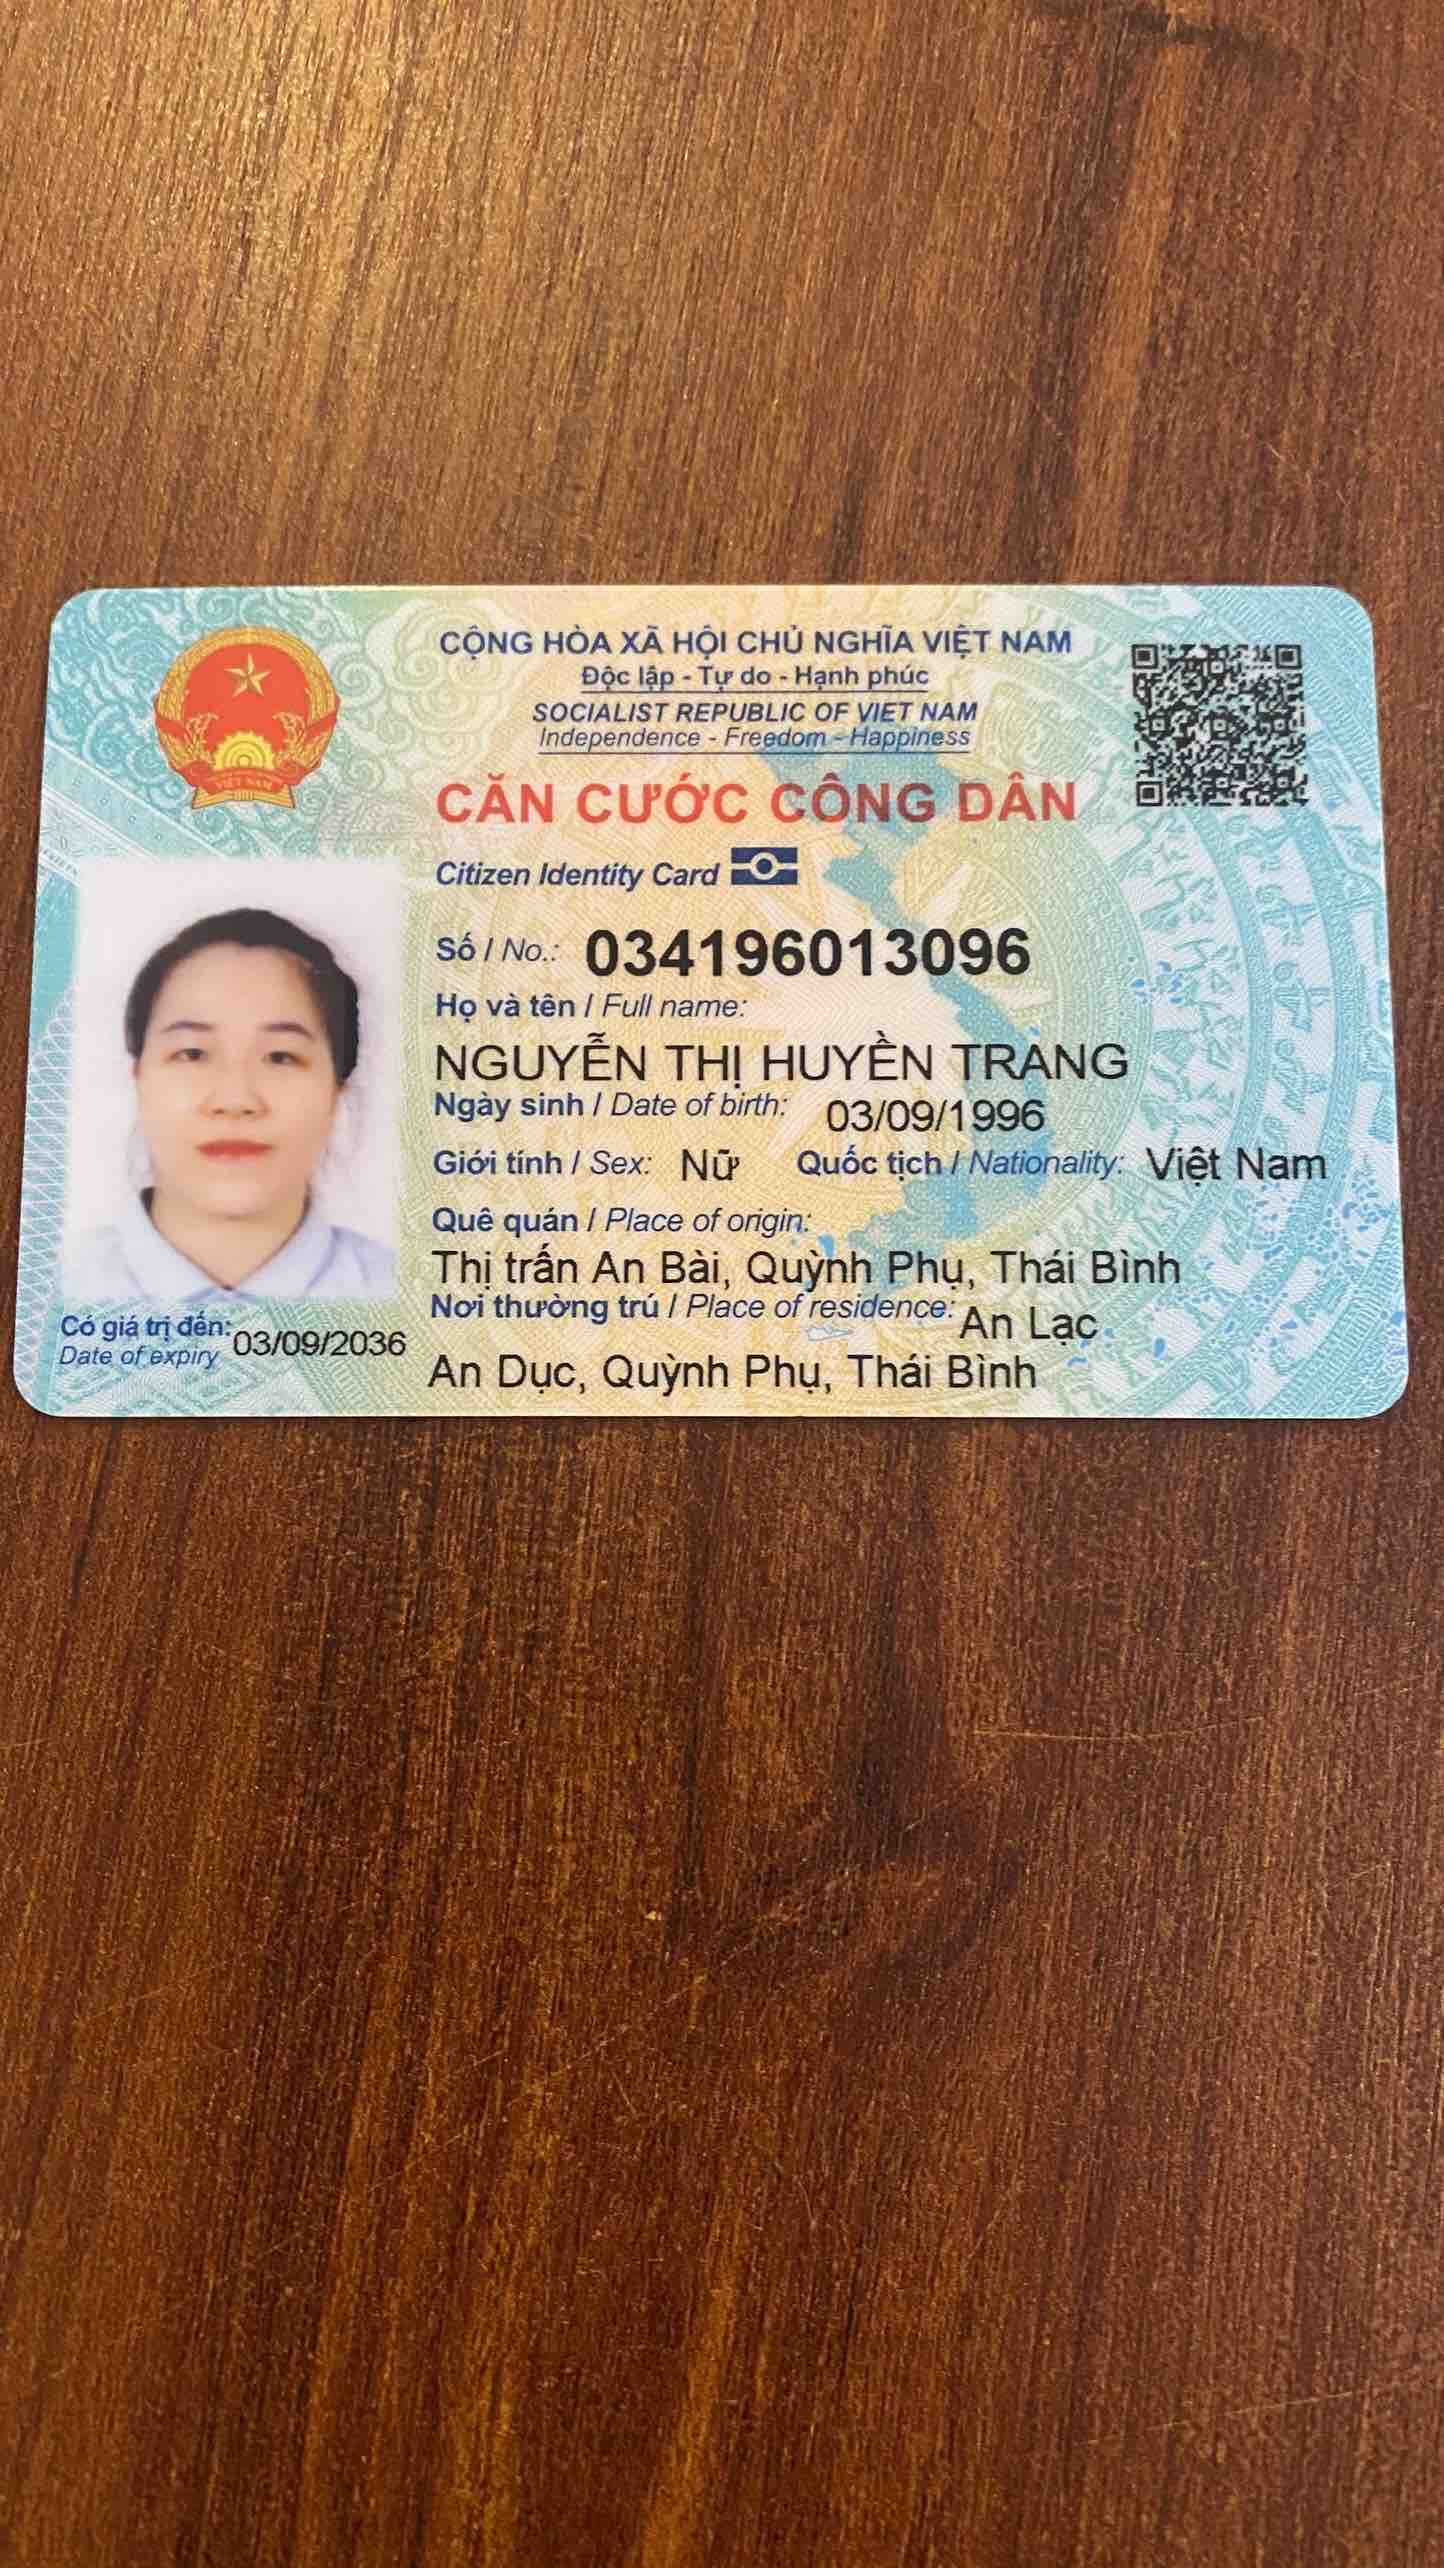 CỘNG HÒA XÃ HỘI CHỦ NGHĨA VIỆT NAM
Độc lập - Tự do - Hạnh phúc
SOCIALIST REPUBLIC OF VIET NAM
Independence - Freedom - Happiness
CĂN CƯỚC CÔNG DÂN
Citizen Identity Card
Số / No.: 034196013096
Họ và tên / Full name:
NGUYỄN THỊ HUYỀN TRANG
Ngày sinh / Date of birth: 03/09/1996
Giới tính / Sex: Nữ Quốc tịch / Nationality: Việt Nam
Quê quán / Place of origin:
Thị trấn An Bài, Quỳnh Phụ, Thái Bình
Nơi thường trú / Place of residence: An Lạc
An Dục, Quỳnh Phụ, Thái Bình
Có giá trị đến: 03/09/2036
Date of expiry
VIỆT NAM